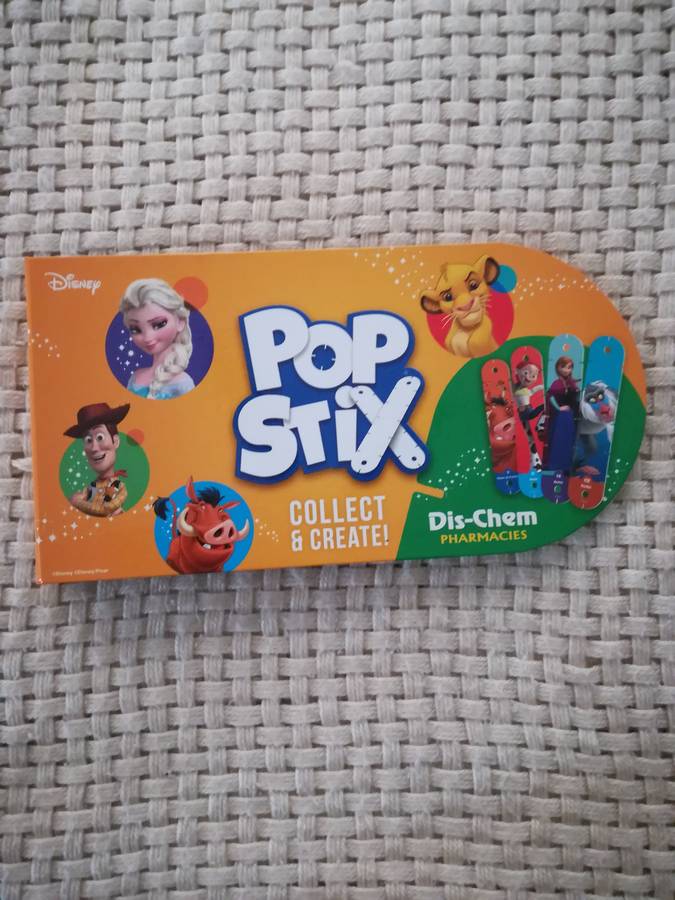 Disney
POP
STIX
COLLECT
& CREATE!
Dis-Chem
PHARMACIES
©Disney ©Disney/Pixar